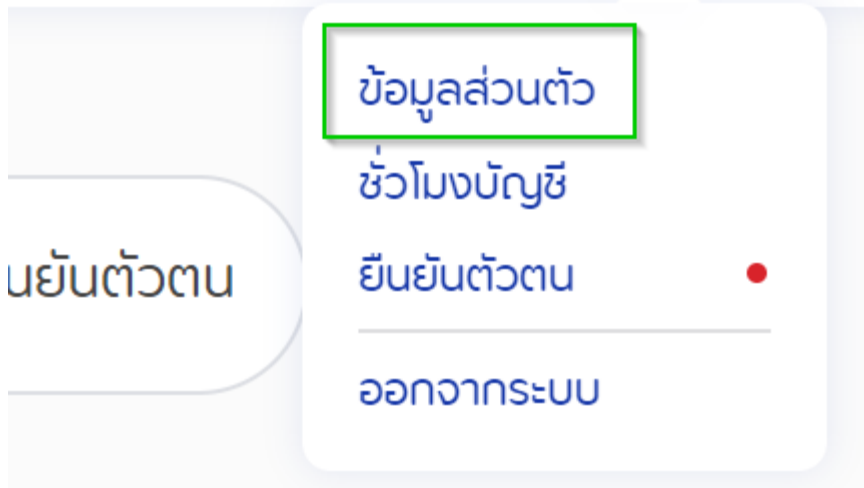 ข้อมูลส่วนตัว
ชั่วโมงบัญชี
นยันตัวตน
ยืนยันตัวตน
ออกจากระบบ